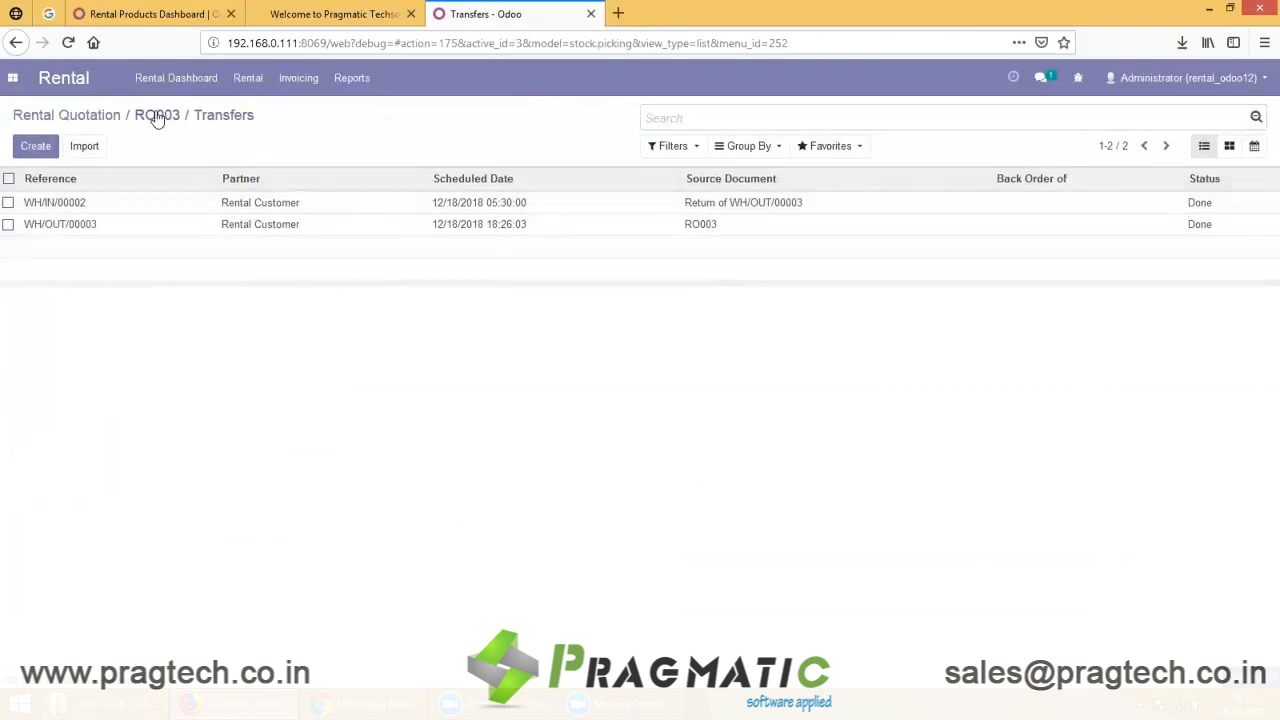 Rental Products Dashboard | O
Welcome to Pragmatic Techso
Transfers - Odoo
192.168.0.111:8069/web?debug=#action=175&active_id=3&model=stock.picking&view_type=list&menu_id=252
Rental
Rental Dashboard
Rental
Invoicing
Reports
1
Administrator (rental_odoo12)
Rental Quotation / RO003 / Transfers
Search
Create
Import
Filters
Group By
Favorites
1-2 / 2
Reference Partner Scheduled Date Source Document Back Order of Status
WH/IN/00002 Rental Customer 12/18/2018 05:30:00 Return of WH/OUT/00003 Done
WH/OUT/00003 Rental Customer 12/18/2018 18:26:03 RO003 Done
www.pragtech.co.in
PRAGMATIC
software applied
sales@pragtech.co.in